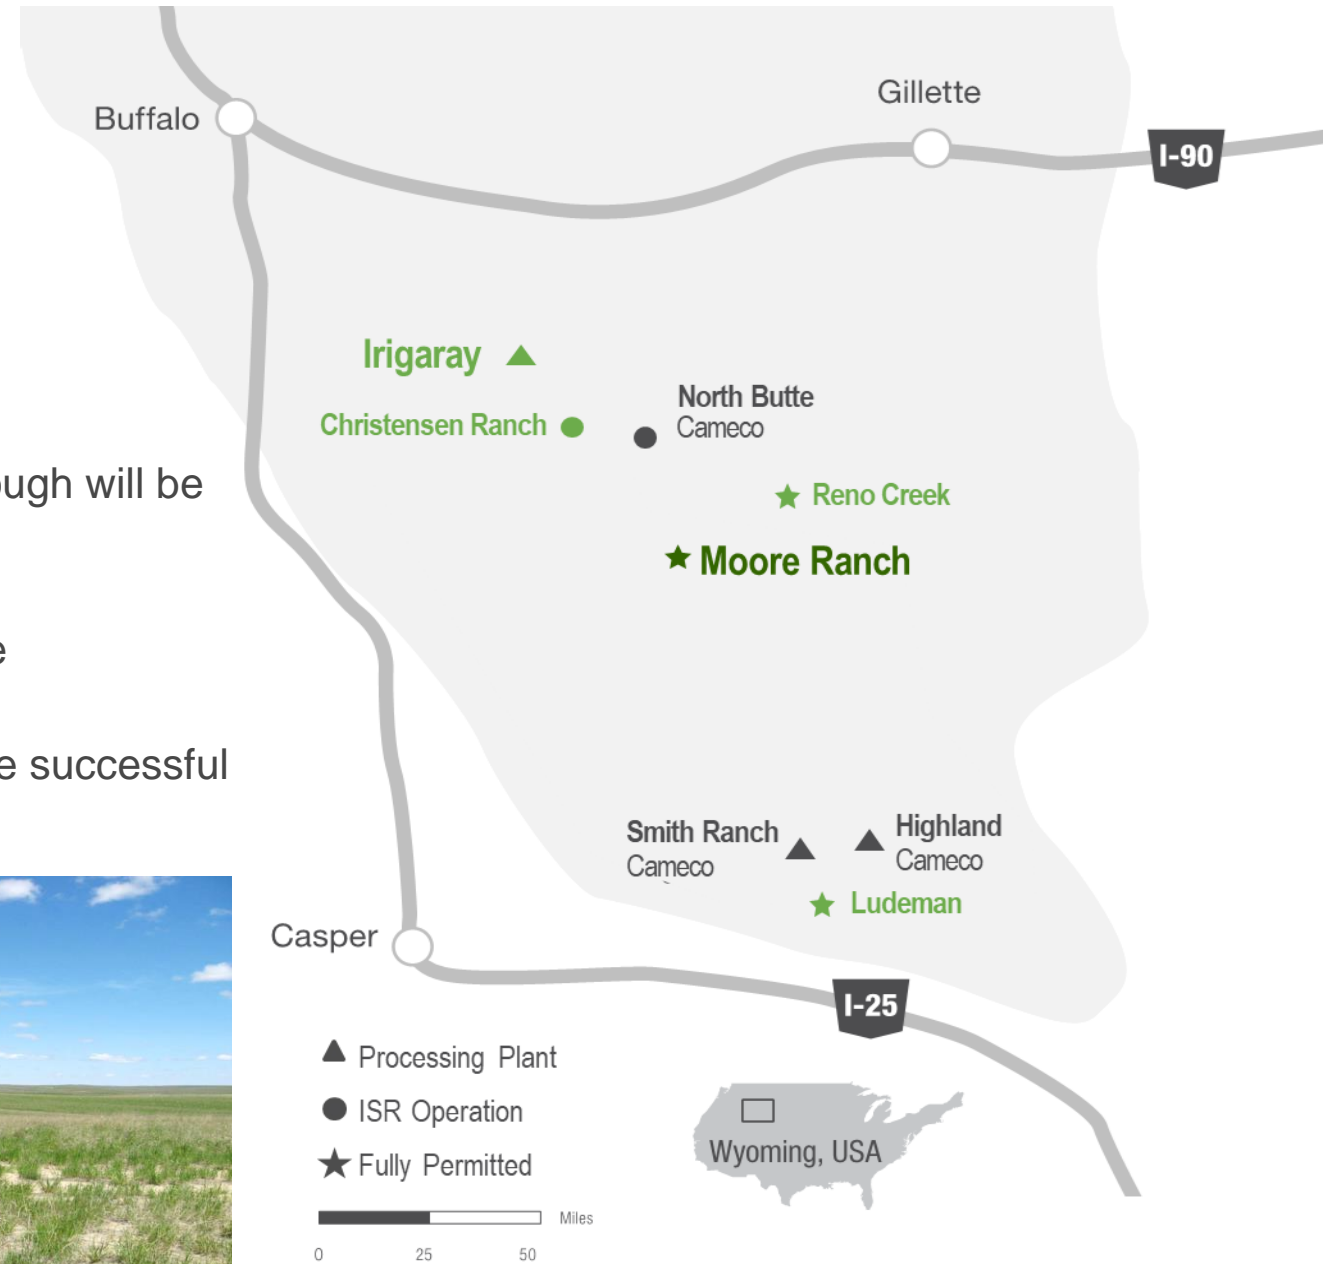 Buffalo
Gillette
I-90
Irigaray
Christensen Ranch
North Butte
Cameco
Reno Creek
Moore Ranch
ugh will be
e
e successful
Smith Ranch
Cameco
Highland
Cameco
Ludeman
Casper
I-25
Processing Plant
ISR Operation
Fully Permitted
Wyoming, USA
Miles
0 25 50